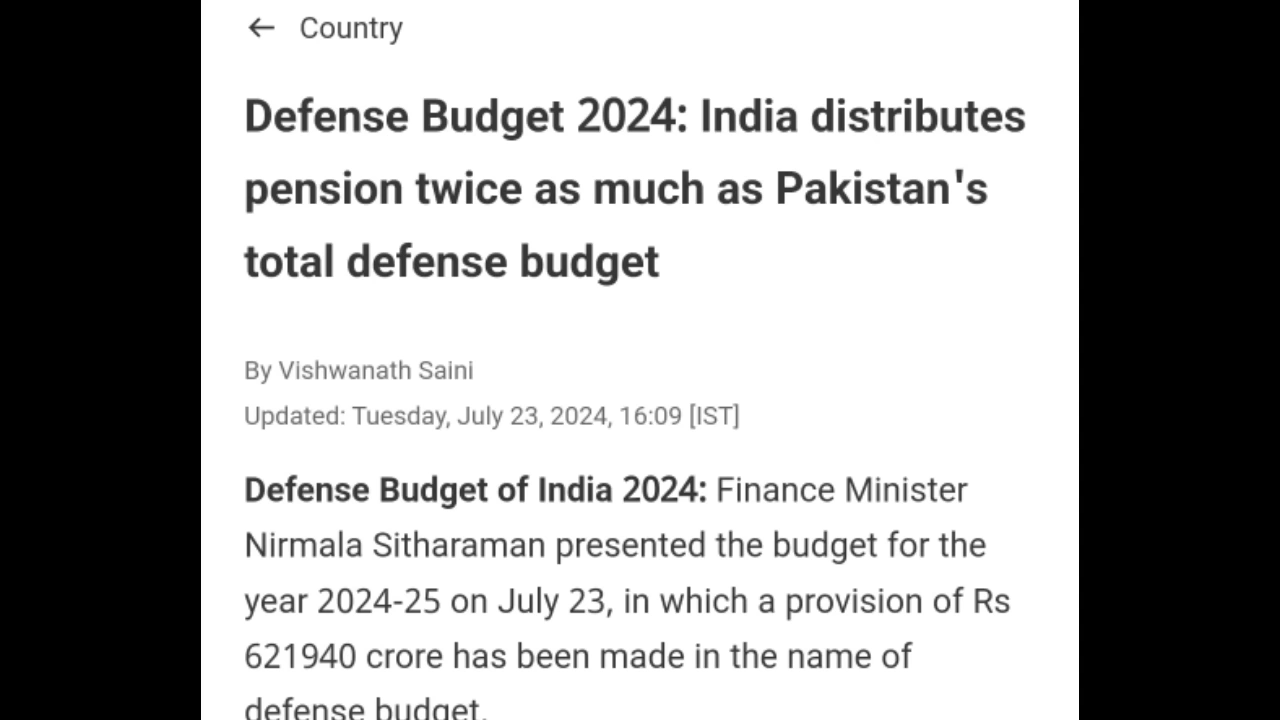 ← Country
Defense Budget 2024: India distributes
pension twice as much as Pakistan's
total defense budget
By Vishwanath Saini
Updated: Tuesday, July 23, 2024, 16:09 [IST]
Defense Budget of India 2024: Finance Minister
Nirmala Sitharaman presented the budget for the
year 2024-25 on July 23, in which a provision of Rs
621940 crore has been made in the name of
defense budget.